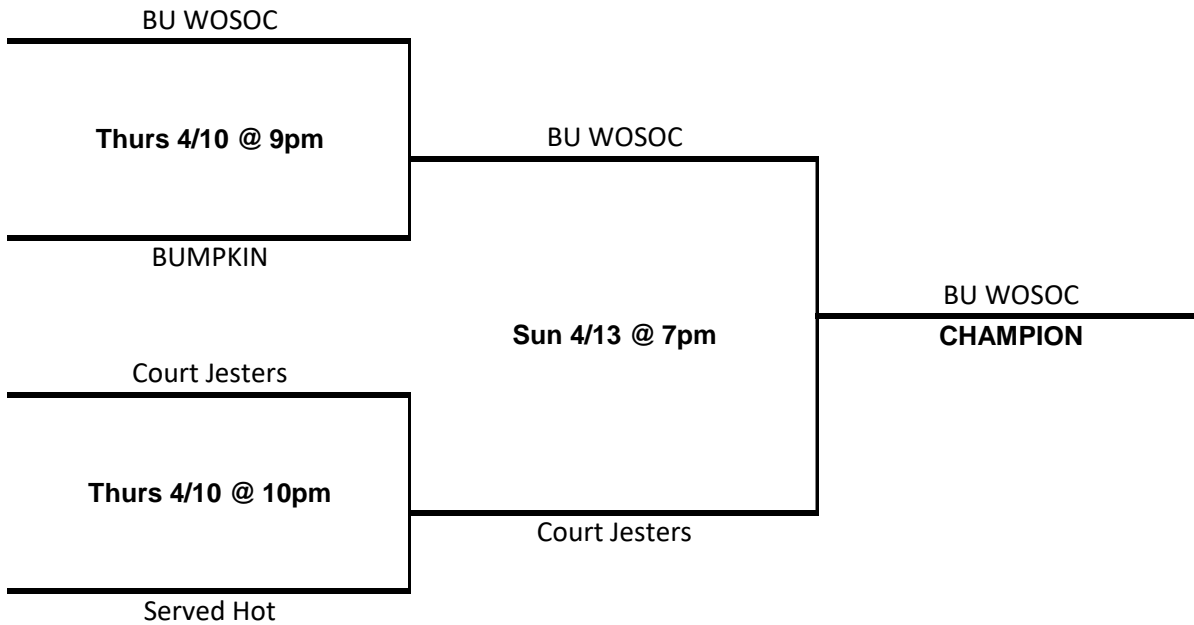 BU WOSOC
Thurs 4/10 @ 9pm
BU WOSOC
BUMPKIN
BU WOSOC
Sun 4/13 @ 7pm
CHAMPION
Court Jesters
Thurs 4/10 @ 10pm
Court Jesters
Served Hot